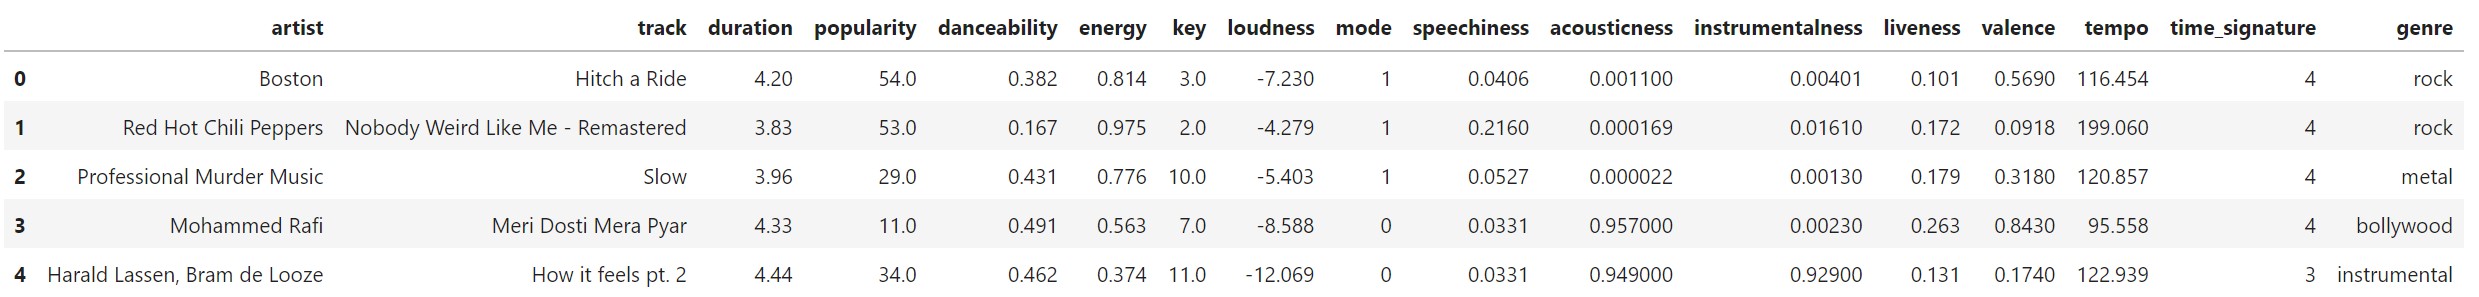 artist track duration popularity danceability energy key loudness mode speechiness acousticness instrumentalness liveness valence tempo time_signature genre
0 Boston Hitch a Ride 4.20 54.0 0.382 0.814 3.0 -7.230 1 0.0406 0.001100 0.00401 0.101 0.5690 116.454 4 rock
1 Red Hot Chili Peppers Nobody Weird Like Me - Remastered 3.83 53.0 0.167 0.975 2.0 -4.279 1 0.2160 0.000169 0.01610 0.172 0.0918 199.060 4 rock
2 Professional Murder Music Slow 3.96 29.0 0.431 0.776 10.0 -5.403 1 0.0527 0.000022 0.00130 0.179 0.3180 120.857 4 metal
3 Mohammed Rafi Meri Dosti Mera Pyar 4.33 11.0 0.491 0.563 7.0 -8.588 0 0.0331 0.957000 0.00230 0.263 0.8430 95.558 4 bollywood
4 Harald Lassen, Bram de Looze How it feels pt. 2 4.44 34.0 0.462 0.374 11.0 -12.069 0 0.0331 0.949000 0.92900 0.131 0.1740 122.939 3 instrumental